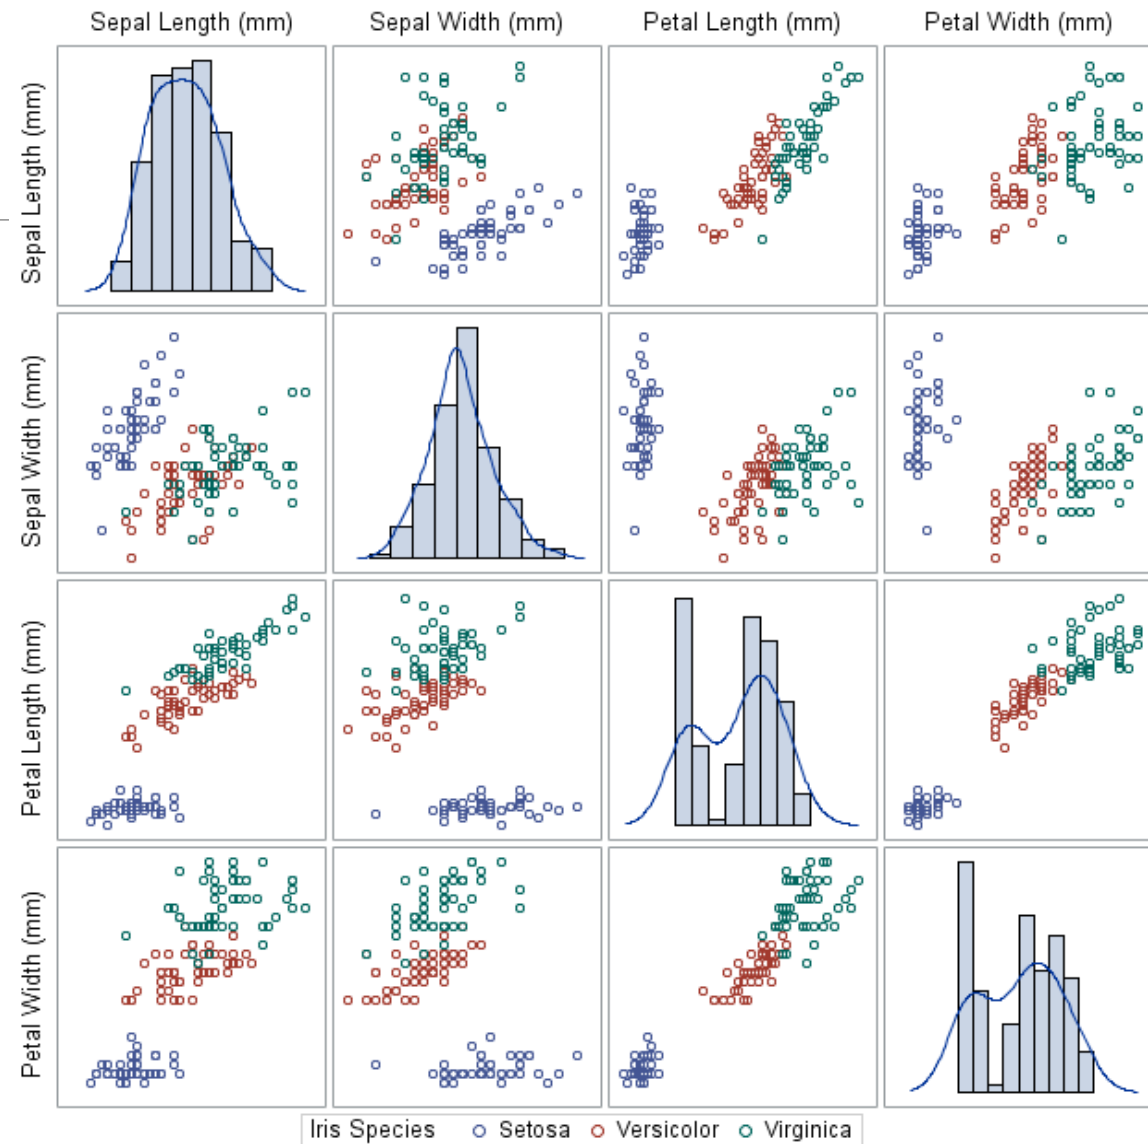 Sepal Length (mm) Sepal Width (mm) Petal Length (mm) Petal Width (mm)
Sepal Length (mm)
Sepal Width (mm)
Petal Length (mm)
Petal Width (mm)
Iris Species Setosa Versicolor Virginica